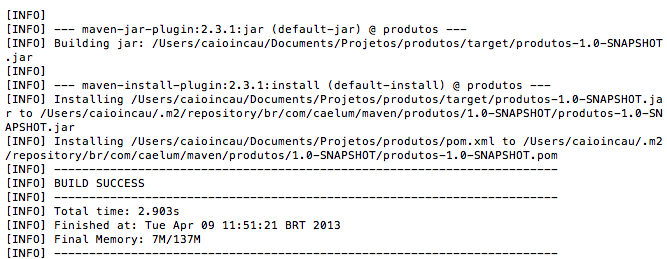 [INFO]
[INFO] --- maven-jar-plugin:2.3.1:jar (default-jar) @ produtos ---
[INFO] Building jar: /Users/caioincau/Documents/Projetos/produtos/target/produtos-1.0-SNAPSHOT
.jar
[INFO]
[INFO] --- maven-install-plugin:2.3.1:install (default-install) @ produtos ---
[INFO] Installing /Users/caioincau/Documents/Projetos/produtos/target/produtos-1.0-SNAPSHOT.ja
r to /Users/caioincau/.m2/repository/br/com/caelum/maven/produtos/1.0-SNAPSHOT/produtos-1.0-SN
APSHOT.jar
[INFO] Installing /Users/caioincau/Documents/Projetos/produtos/pom.xml to /Users/caioincau/.m2
/repository/br/com/caelum/maven/produtos/1.0-SNAPSHOT/produtos-1.0-SNAPSHOT.pom
[INFO] ------------------------------------------------------------------------
[INFO] BUILD SUCCESS
[INFO] ------------------------------------------------------------------------
[INFO] Total time: 2.903s
[INFO] Finished at: Tue Apr 09 11:51:21 BRT 2013
[INFO] Final Memory: 7M/137M
[INFO] ------------------------------------------------------------------------